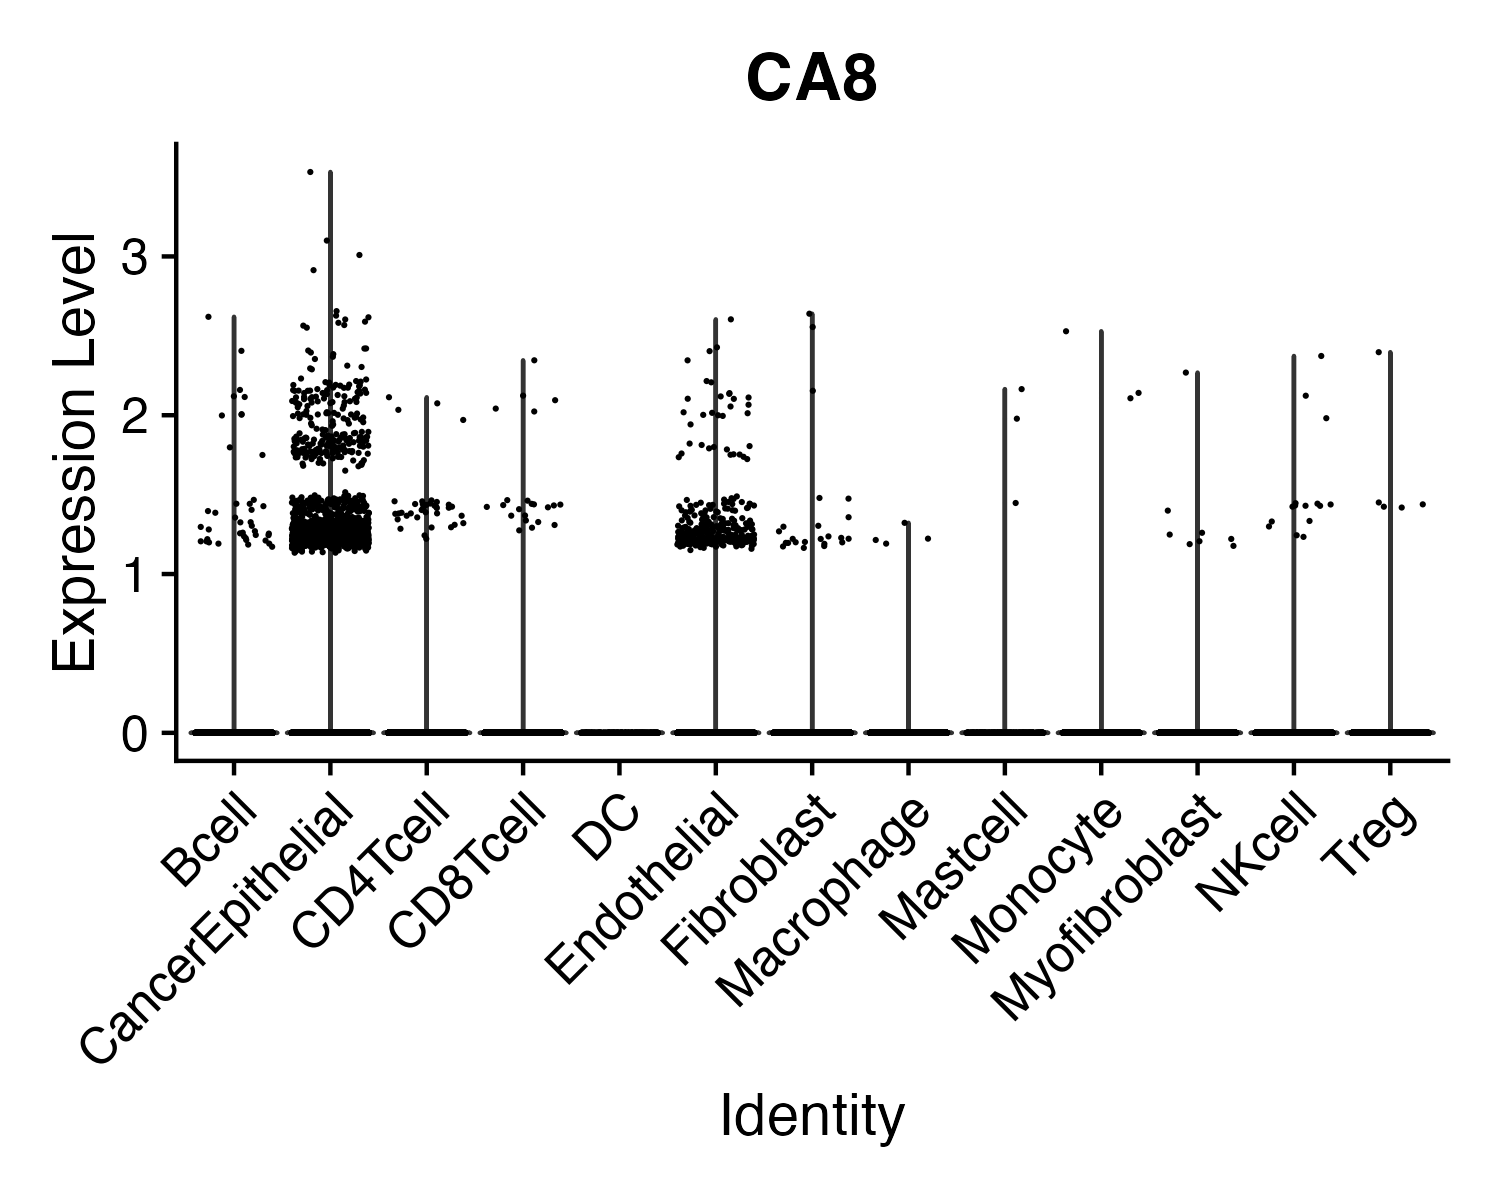 CA8
Expression Level
3
2
1
0
Bcell
CancerEpithelial
CD4Tcell
CD8Tcell
DC
Endothelial
Fibroblast
Macrophage
Mastcell
Monocyte
Myofibroblast
NKcell
Treg
Identity